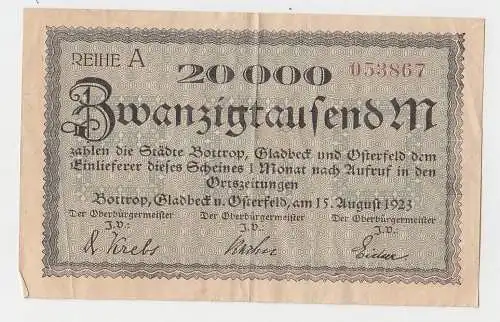 REIHE A
20000
053867
Zwanzigtausend M
zahlen die Städte Bottrop, Gladbeck und Osterfeld dem
Einlieferer dieses Scheines 1 Monat nach Aufruf in den
Ortszeitungen
Bottrop, Gladbeck u. Osterfeld, am 15. August 1923
Der Oberbürgermeister Der Oberbürgermeister Der Oberbürgermeister
J.V.: J.V.: J.V.:
Krebs